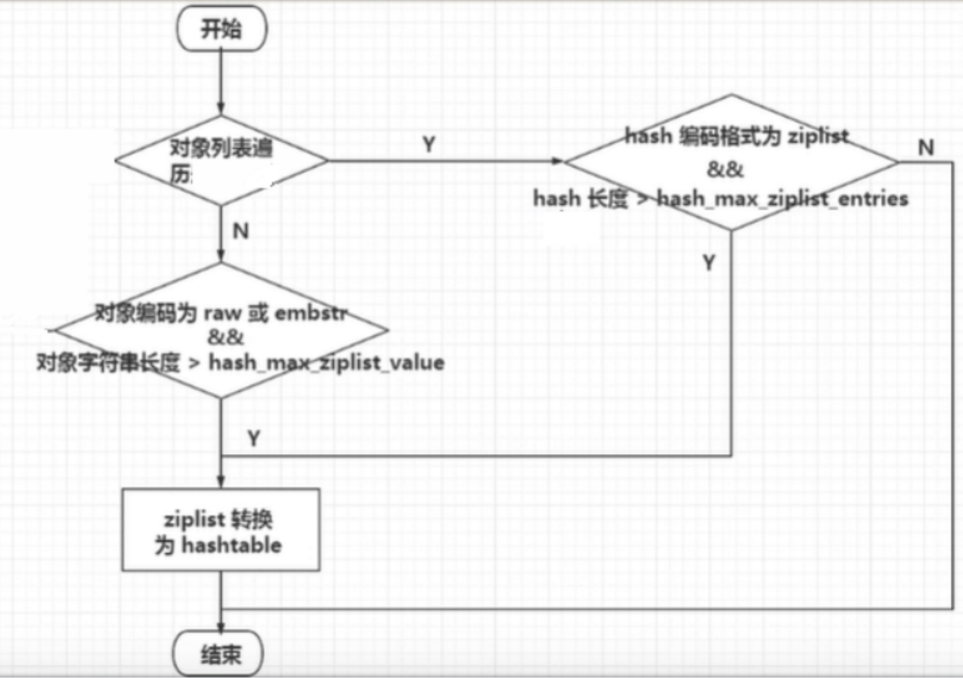 开始
对象列表遍
历
Y
hash 编码格式为 ziplist
&&
hash 长度 > hash_max_ziplist_entries
N
N
Y
对象编码为 raw 或 embstr
&&
对象字符串长度 > hash_max_ziplist_value
Y
ziplist 转换
为 hashtable
结束